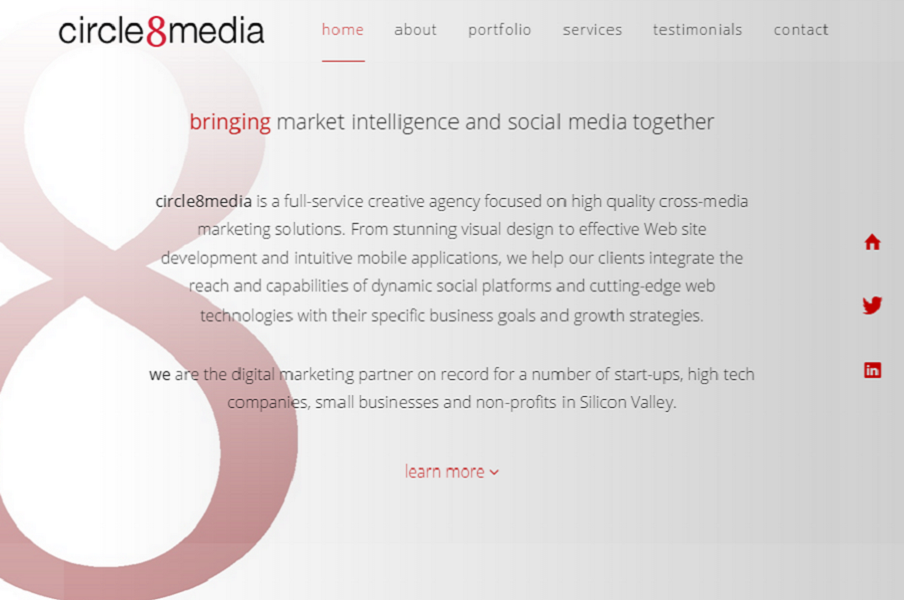 circle8media
home about portfolio services testimonials contact
bringing market intelligence and social media together
circle8media is a full-service creative agency focused on high quality cross-media
marketing solutions. From stunning visual design to effective Web site
development and intuitive mobile applications, we help our clients integrate the
reach and capabilities of dynamic social platforms and cutting-edge web
technologies with their specific business goals and growth strategies.
we are the digital marketing partner on record for a number of start-ups, high tech
companies, small businesses and non-profits in Silicon Valley.
learn more
8
in